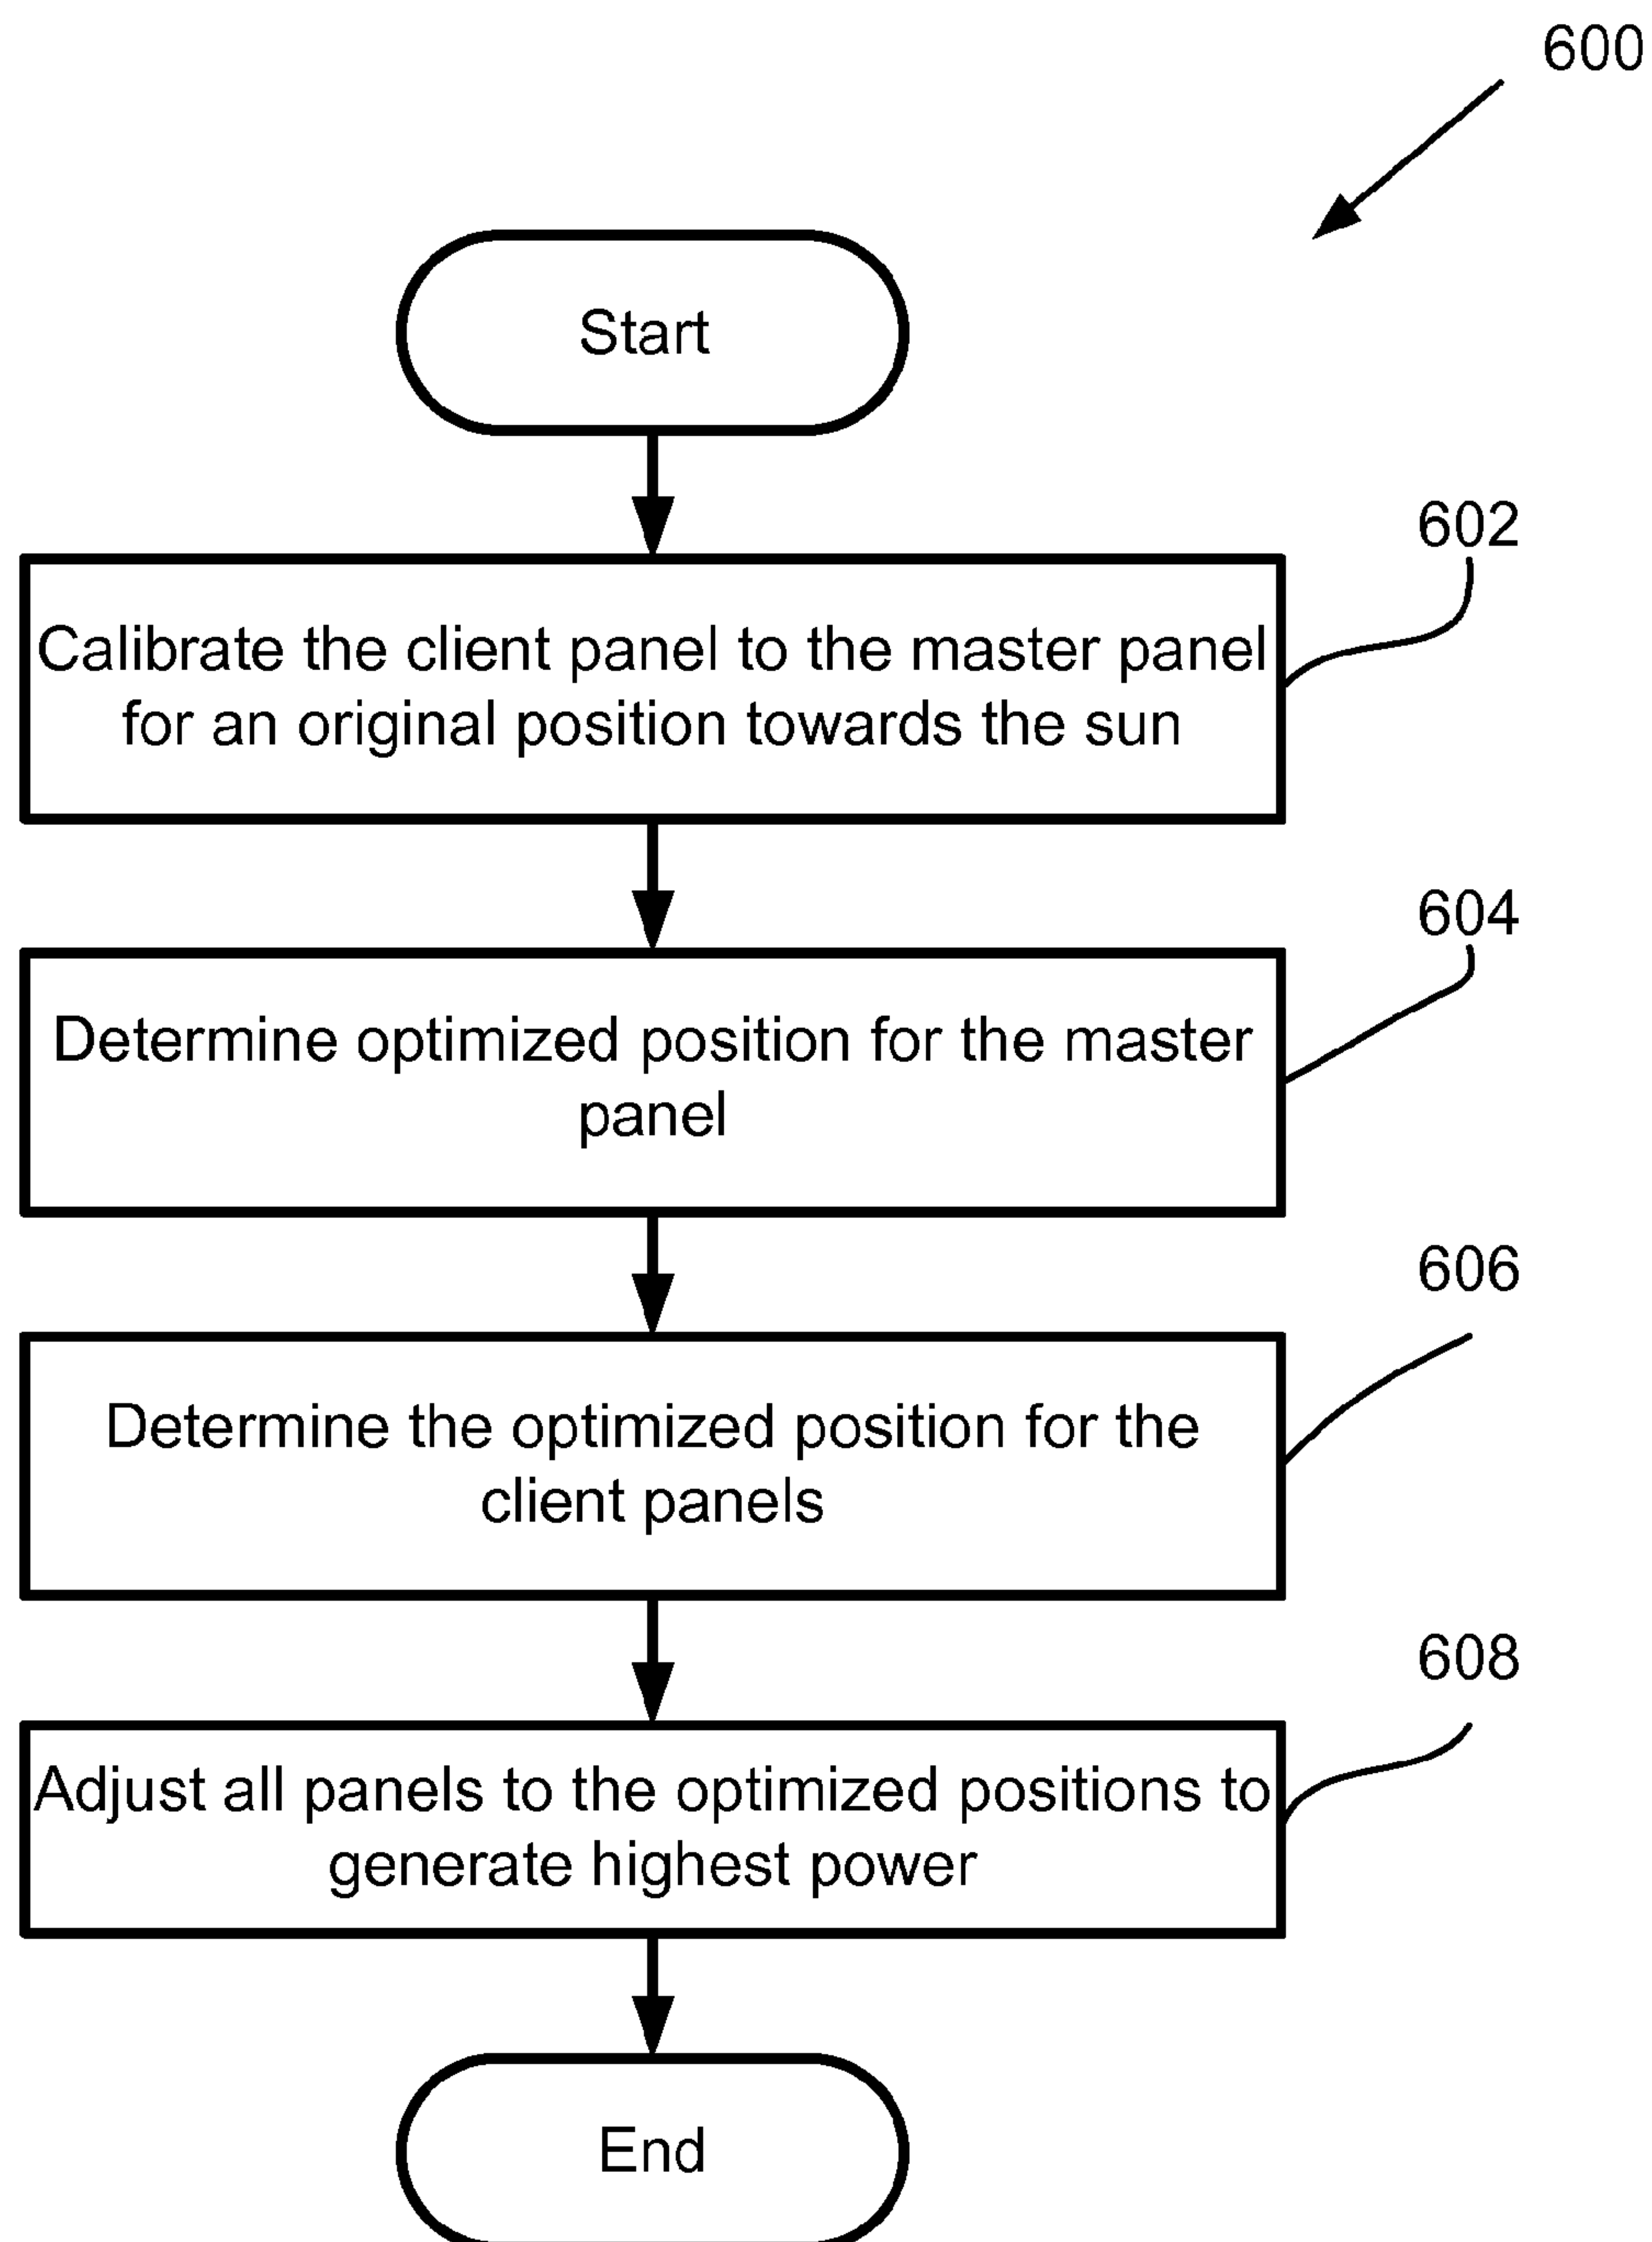 600
Start
602
Calibrate the client panel to the master panel
for an original position towards the sun
604
Determine optimized position for the master
panel
606
Determine the optimized position for the
client panels
608
Adjust all panels to the optimized positions to
generate highest power
End